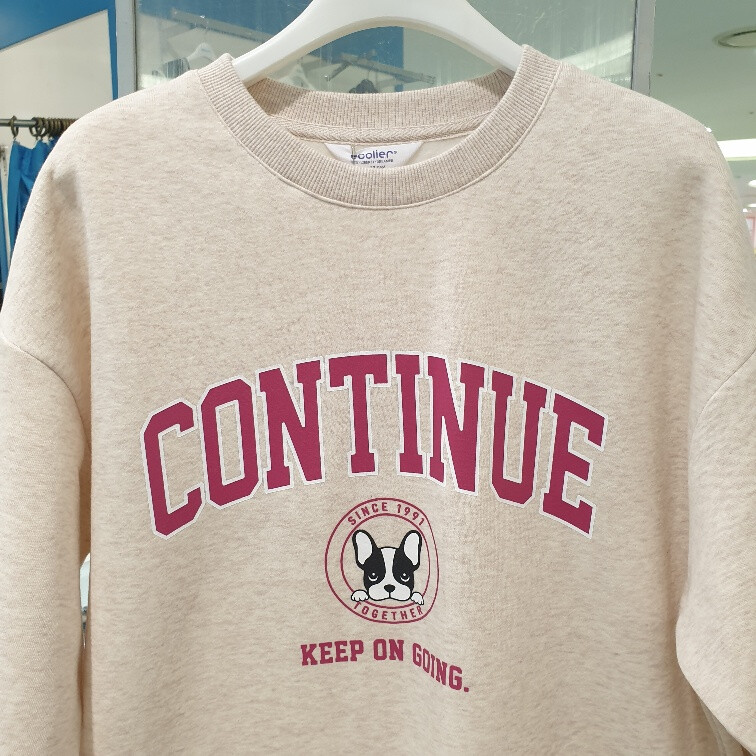 CONTINUE
SINCE 1991
TOGETHER
KEEP ON GOING.